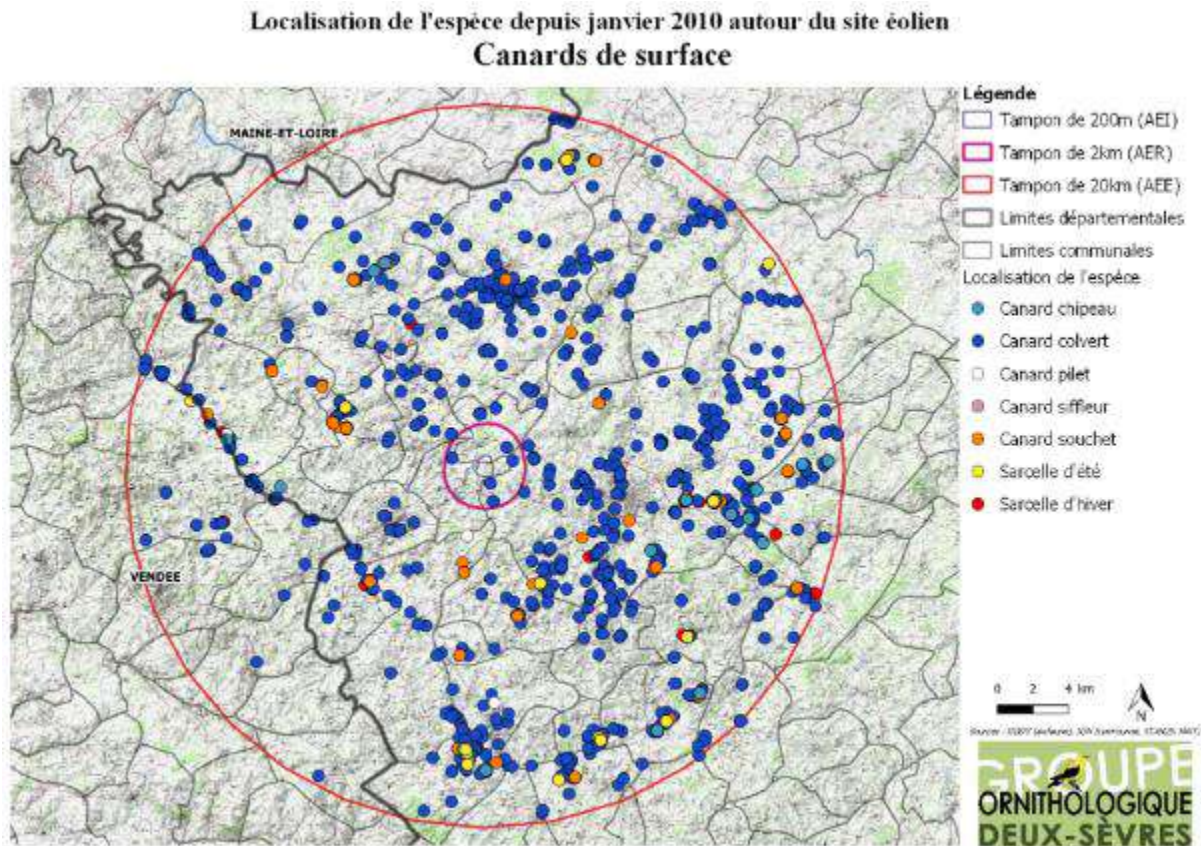 Localisation de l'espéce depuis janvier 2010 autour du site éolien
Canards de surface
MAINE-ET-LOIRE
VENDEE
Légende
Tampon de 200m (AEI)
Tampon de 2km (AER)
Tampon de 20km (AEE)
Limites départementales
Limites communales
Localisation de l'espéce
Canard chipeau
Canard colvert
Canard pilet
Canard siffleur
Canard souchet
Sarcelle d'été
Sarcelle d'hiver
0 2 4 km
N
GROUPE
ORNITHOLOGIQUE
DEUX-SÈVRES